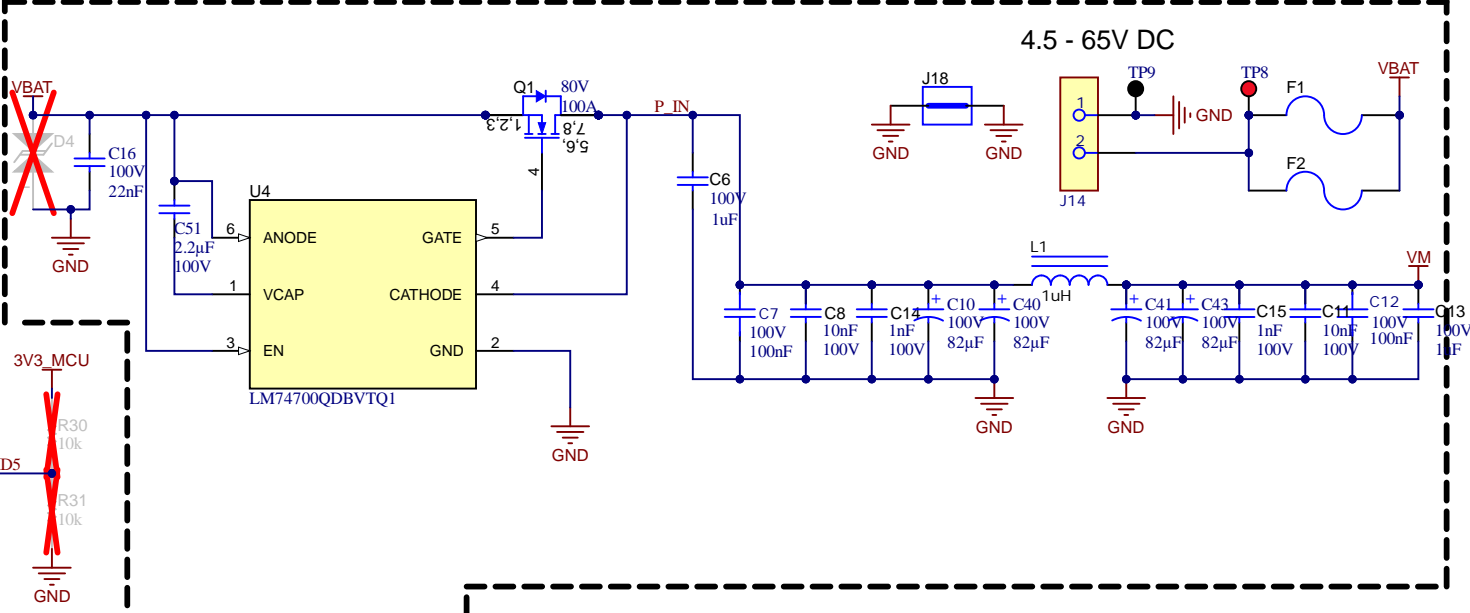 4.5 - 65V DC
VBAT
D4
C16
100V
22nF
GND
C51
2.2µF
100V
U4
6
ANODE
1
VCAP
3
EN
GATE
5
CATHODE
4
GND
2
LM74700QDBVTQ1
GND
Q1
80V
100A
1,2,3
7,8
5,6,
4
P_IN
C6
100V
1uF
J18
GND
GND
1
2
J14
TP9
GND
TP8
F1
F2
VBAT
C7
100V
100nF
C8
10nF
100V
C14
1nF
100V
+
C10
100V
82µF
+
C40
100V
82µF
GND
L1
1uH
GND
+
C41
100V
82µF
+
C43
100V
82µF
C15
1nF
100V
C11
10nF
100V
C12
100V
100nF
VM
C13
100V
1uF
3V3_MCU
R30
10k
D5
R31
10k
GND